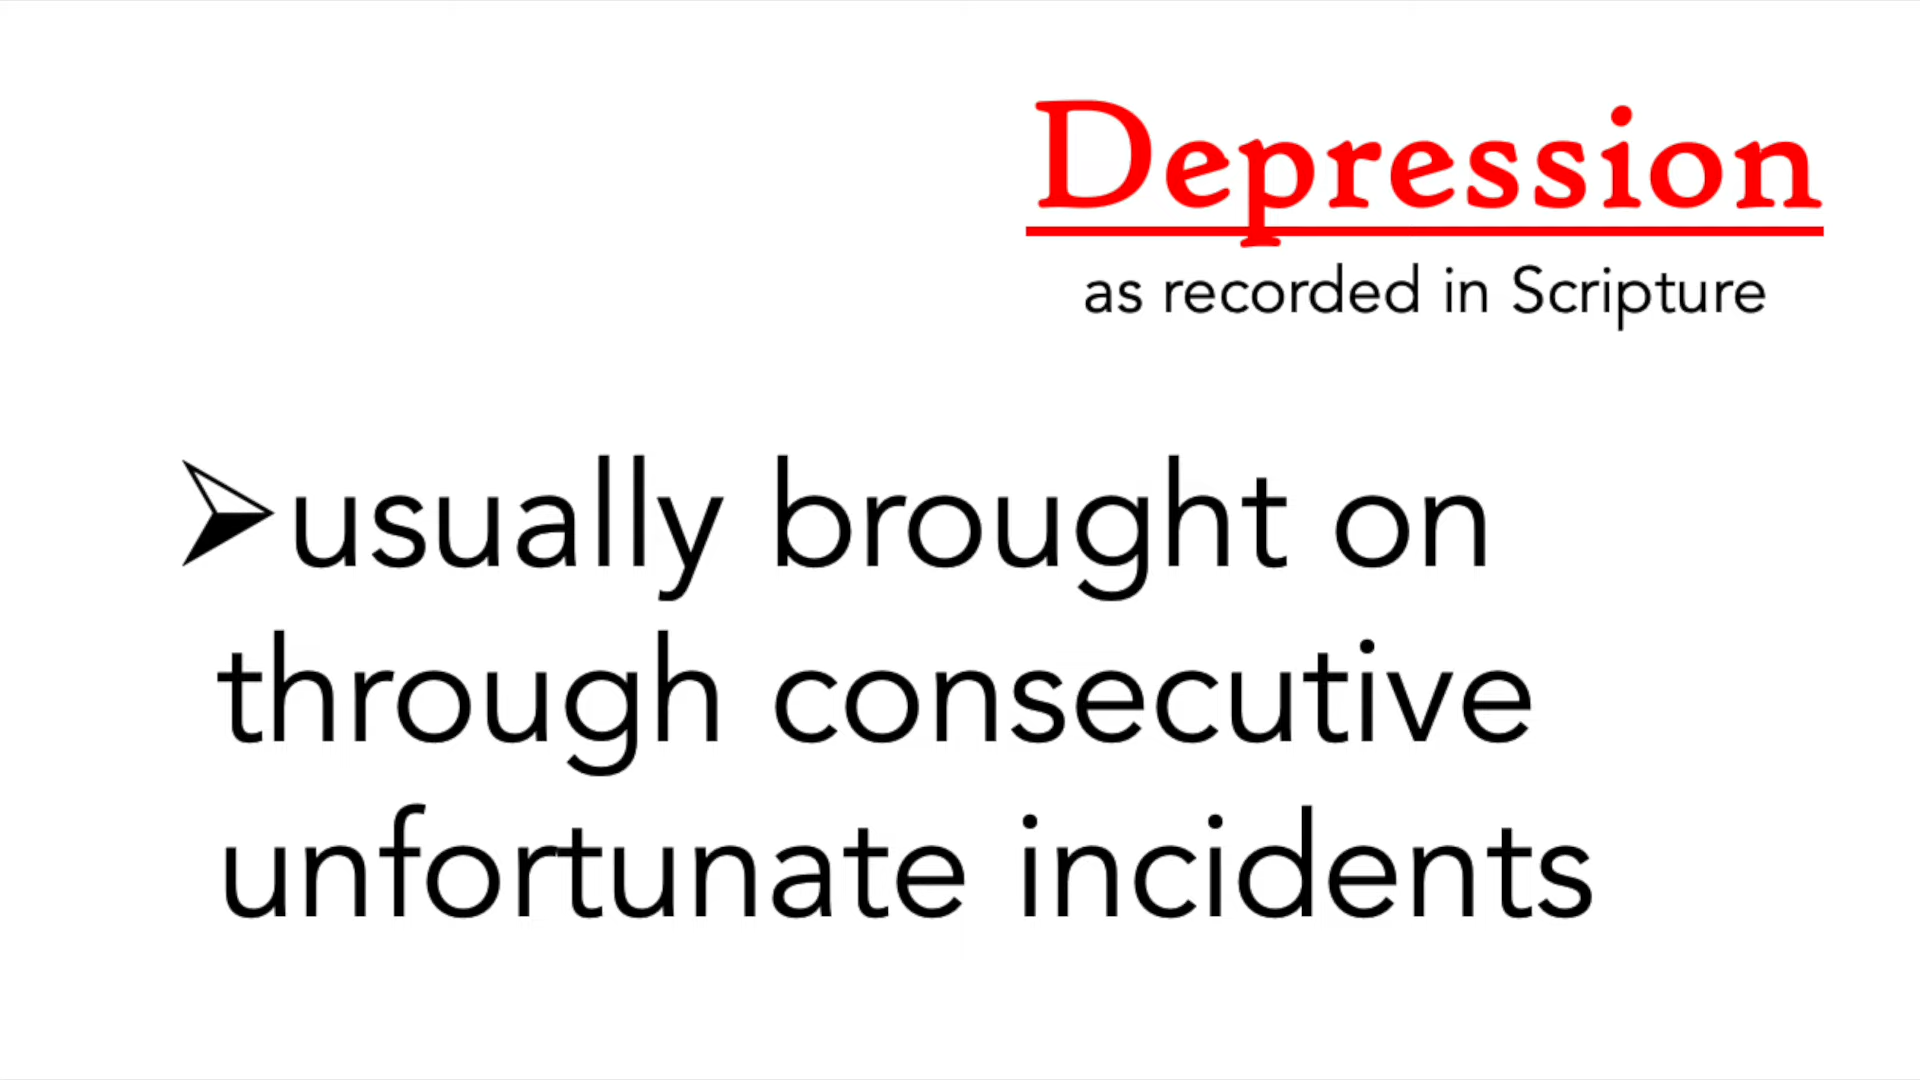 Depression
as recorded in Scripture
➢usually brought on
through consecutive
unfortunate incidents